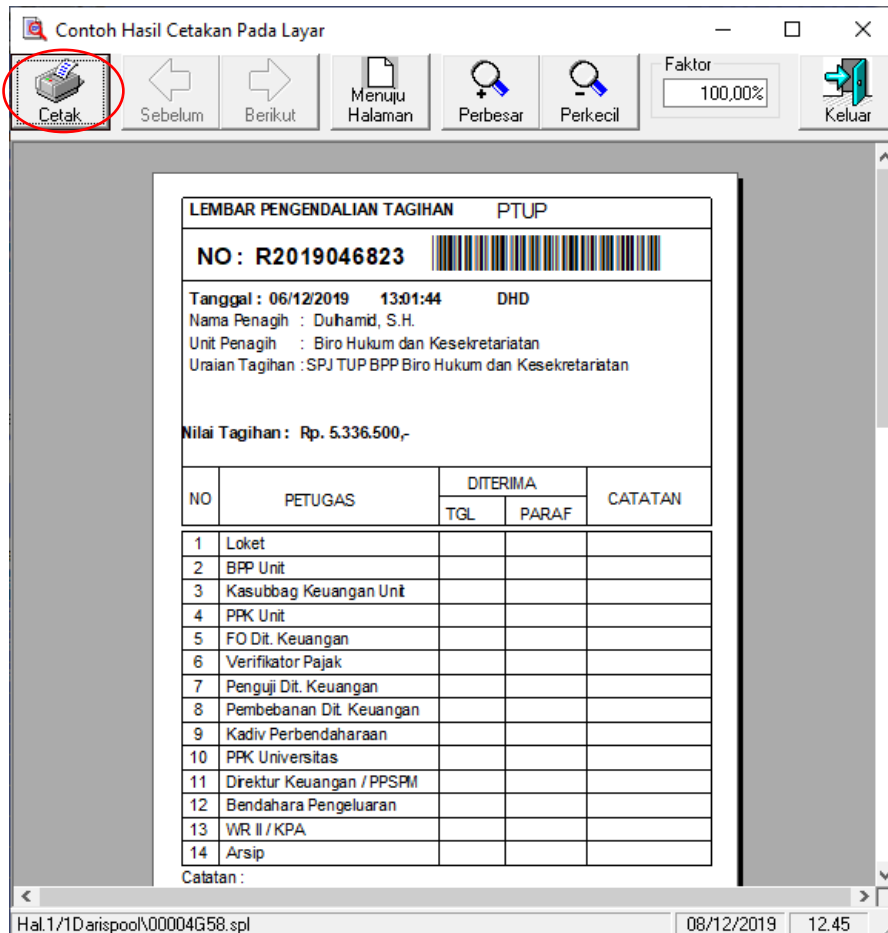 Contoh Hasil Cetakan Pada Layar
Cetak Sebelum Berikut Menuju Halaman Perbesar Perkecil Faktor 100,00% Keluar
LEMBAR PENGENDALIAN TAGIHAN PTUP
NO : R2019046823
Tanggal : 06/12/2019 13:01:44 DHD
Nama Penagih : Dulhamid, S.H.
Unit Penagih : Biro Hukum dan Kesekretariatan
Uraian Tagihan : SPJ TUP BPP Biro Hukum dan Kesekretariatan
Nilai Tagihan : Rp. 5.336.500,-
NO PETUGAS DITERIMA CATATAN
TGL PARAF
1 Loket
2 BPP Unit
3 Kasubbag Keuangan Unit
4 PPK Unit
5 FO Dit. Keuangan
6 Verifikator Pajak
7 Penguji Dit. Keuangan
8 Pembebanan Dit. Keuangan
9 Kadiv Perbendaharaan
10 PPK Universitas
11 Direktur Keuangan / PPSPM
12 Bendahara Pengeluaran
13 WR II / KPA
14 Arsip
Catatan :
Hal.1/1Darispool\00004G58.spl 08/12/2019 12.45